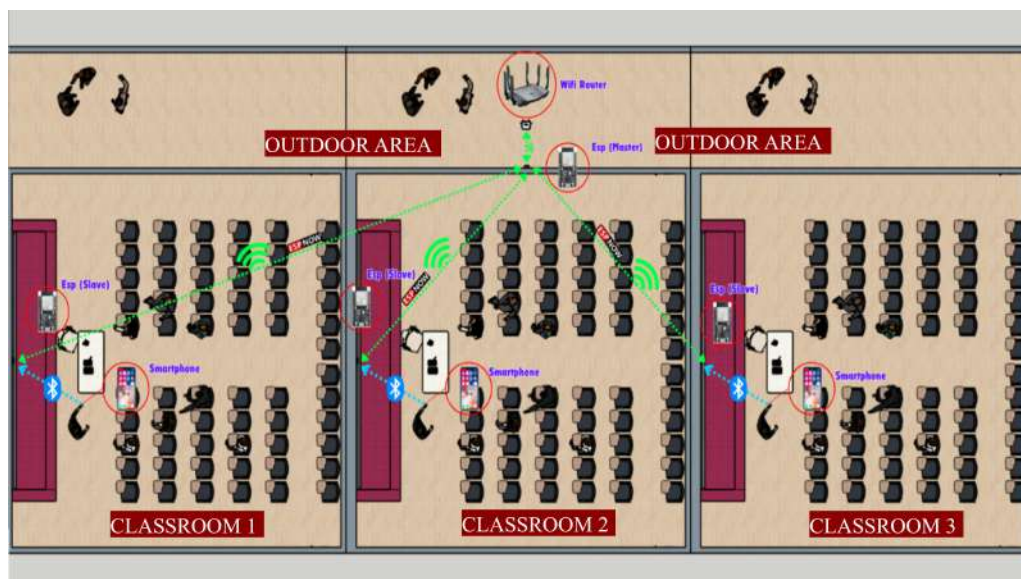 Wifi Router
OUTDOOR AREA
OUTDOOR AREA
Esp (Master)
ESP NOW
ESP NOW
ESP NOW
Esp (Slave)
Esp (Slave)
Esp (Slave)
Smartphone
Smartphone
Smartphone
CLASSROOM 1
CLASSROOM 2
CLASSROOM 3